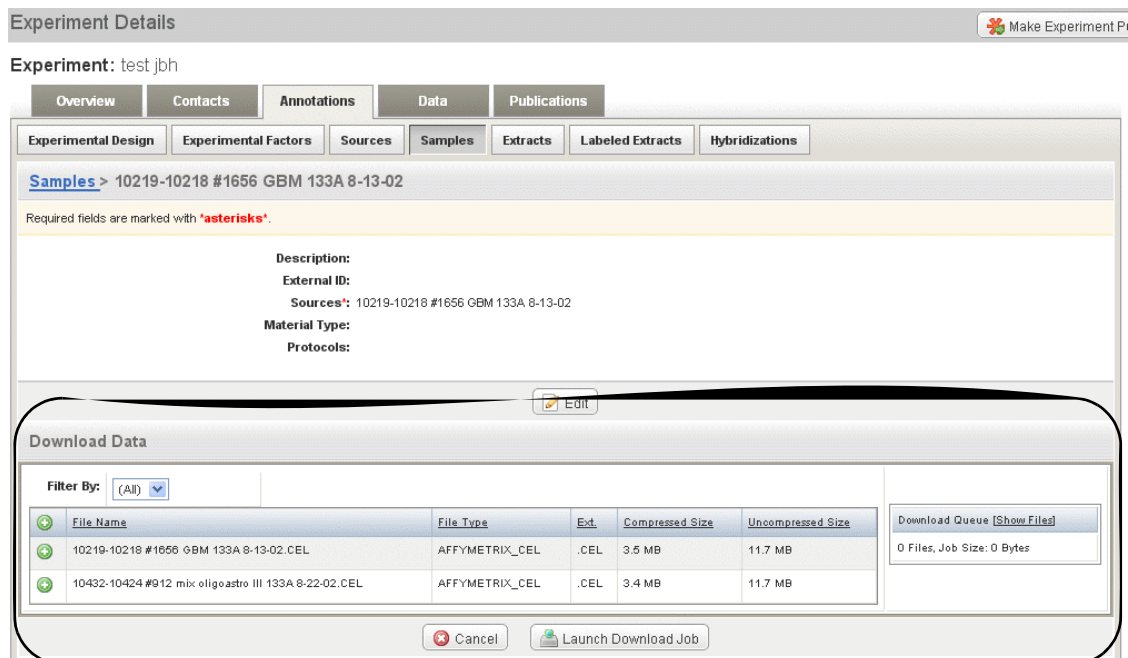 Experiment Details
Make Experiment
Experiment: test jbh
Overview Contacts Annotations Data Publications
Experimental Design Experimental Factors Sources Samples Extracts Labeled Extracts Hybridizations
Samples > 10219-10218 #1656 GBM 133A 8-13-02
Required fields are marked with *asterisks*.
Description:
External ID:
Sources*: 10219-10218 #1656 GBM 133A 8-13-02
Material Type:
Protocols:
Edit
Download Data
Filter By: (All)
File Name File Type Ext. Compressed Size Uncompressed Size
10219-10218 #1656 GBM 133A 8-13-02.CEL AFFYMETRIX_CEL .CEL 3.5 MB 11.7 MB
10432-10424 #912 mix oligoastro III 133A 8-22-02.CEL AFFYMETRIX_CEL .CEL 3.4 MB 11.7 MB
Download Queue [Show Files]
0 Files, Job Size: 0 Bytes
Cancel Launch Download Job